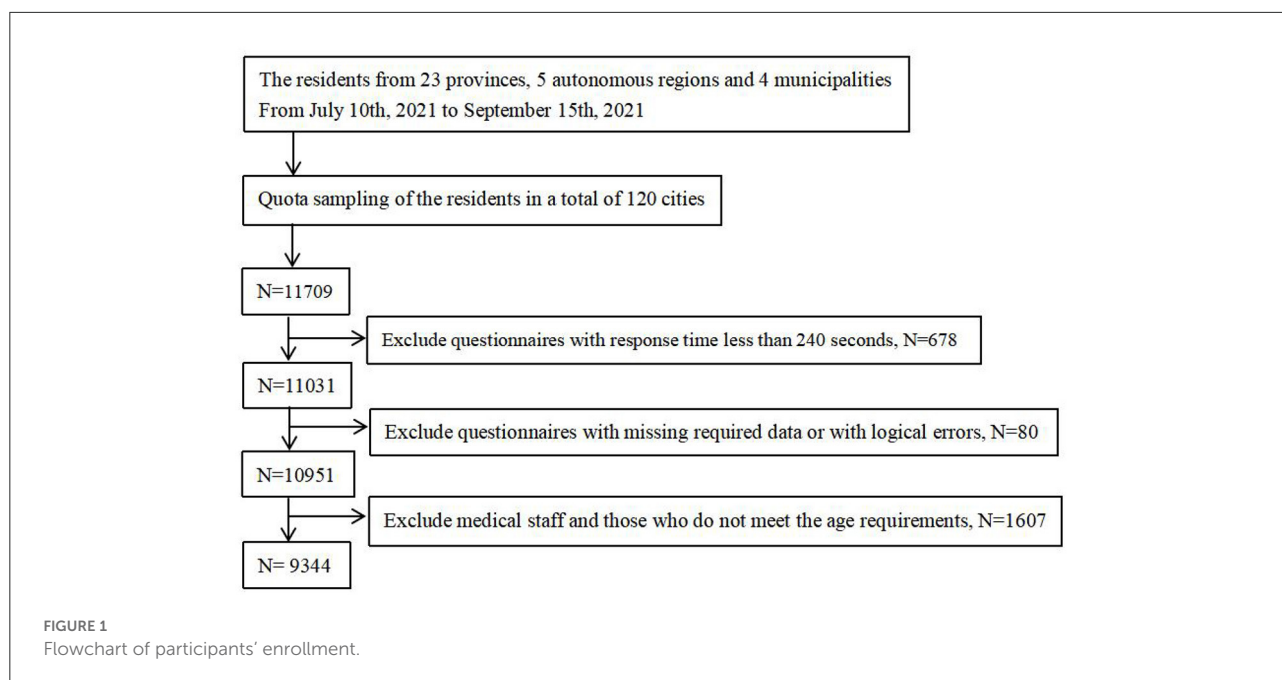 The residents from 23 provinces, 5 autonomous regions and 4 municipalities
From July 10th, 2021 to September 15th, 2021
Quota sampling of the residents in a total of 120 cities
N=11709
Exclude questionnaires with response time less than 240 seconds, N=678
N=11031
Exclude questionnaires with missing required data or with logical errors, N=80
N=10951
Exclude medical staff and those who do not meet the age requirements, N=1607
N= 9344
FIGURE 1
Flowchart of participants' enrollment.